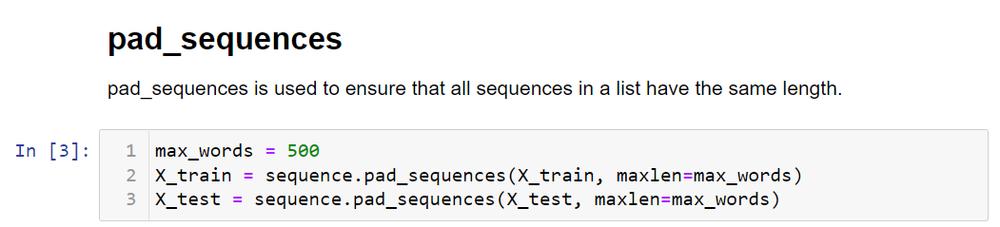 pad_sequences
pad_sequences is used to ensure that all sequences in a list have the same length.
In [3]:
1 max_words = 500
2 X_train = sequence.pad_sequences(X_train, maxlen=max_words)
3 X_test = sequence.pad_sequences(X_test, maxlen=max_words)